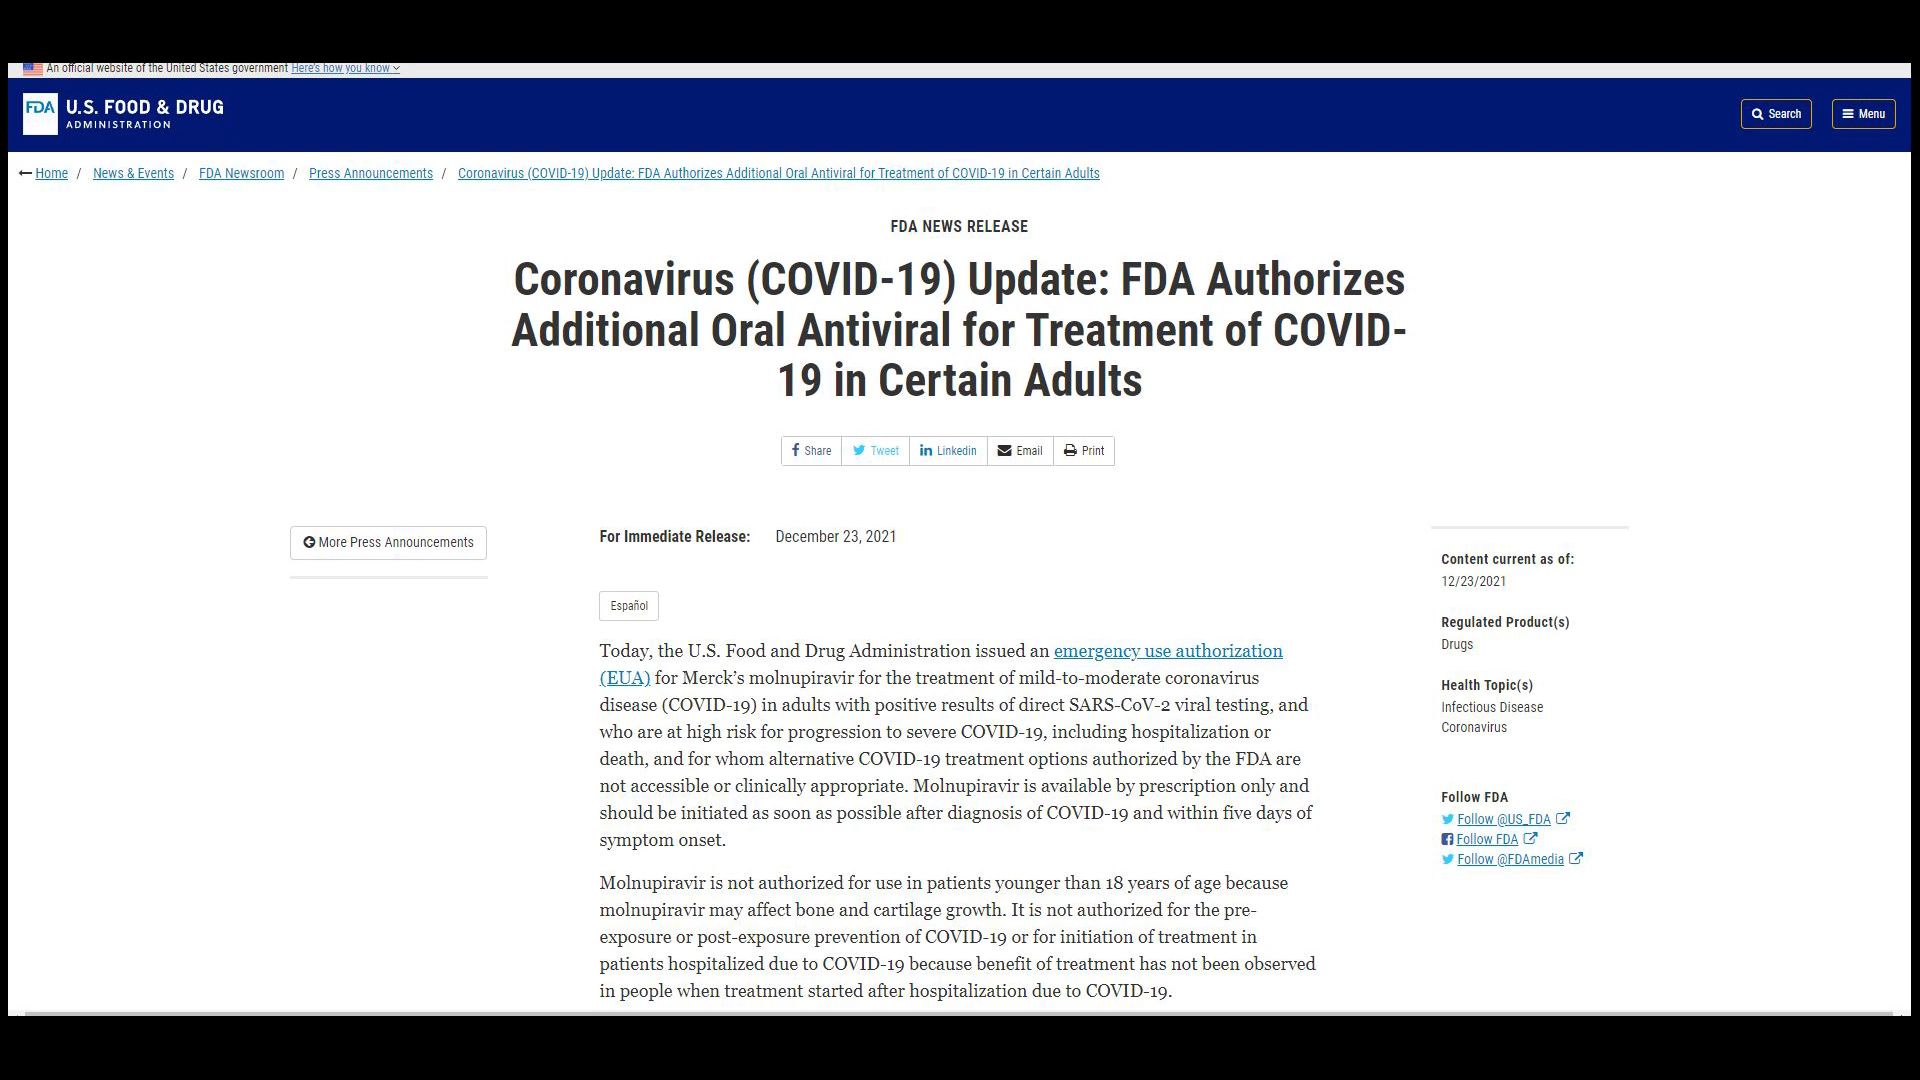 An official website of the United States government Here's how you know
FDA U.S. FOOD & DRUG
ADMINISTRATION
Search
Menu
Home / News & Events / FDA Newsroom / Press Announcements / Coronavirus (COVID-19) Update: FDA Authorizes Additional Oral Antiviral for Treatment of COVID-19 in Certain Adults
FDA NEWS RELEASE
Coronavirus (COVID-19) Update: FDA Authorizes
Additional Oral Antiviral for Treatment of COVID-
19 in Certain Adults
Share Tweet Linkedin Email Print
More Press Announcements
For Immediate Release: December 23, 2021
Español
Today, the U.S. Food and Drug Administration issued an emergency use authorization
(EUA) for Merck’s molnupiravir for the treatment of mild-to-moderate coronavirus
disease (COVID-19) in adults with positive results of direct SARS-CoV-2 viral testing, and
who are at high risk for progression to severe COVID-19, including hospitalization or
death, and for whom alternative COVID-19 treatment options authorized by the FDA are
not accessible or clinically appropriate. Molnupiravir is available by prescription only and
should be initiated as soon as possible after diagnosis of COVID-19 and within five days of
symptom onset.
Molnupiravir is not authorized for use in patients younger than 18 years of age because
molnupiravir may affect bone and cartilage growth. It is not authorized for the pre-
exposure or post-exposure prevention of COVID-19 or for initiation of treatment in
patients hospitalized due to COVID-19 because benefit of treatment has not been observed
in people when treatment started after hospitalization due to COVID-19.
Content current as of:
12/23/2021
Regulated Product(s)
Drugs
Health Topic(s)
Infectious Disease
Coronavirus
Follow FDA
Follow @US_FDA
Follow FDA
Follow @FDAmedia